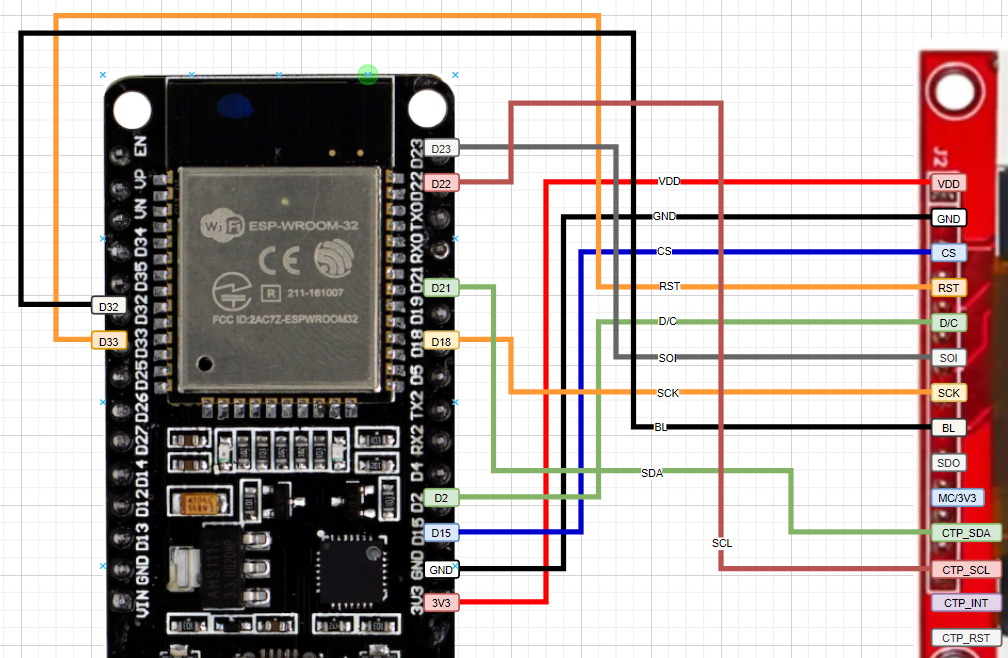 EN
VP
VN
D34
D35
D32
D33
D25
D26
D27
D14
D12
D13
GND
VIN
D32
D33
K
Wi Fi
ESP-WROOM-32
CE
R
211-161007
FCC ID:2AC7Z-ESPWROOM32
D23
D22
TX0
RX0
D21
D19
D18
D5
TX2
RX2
D4
D2
D15
GND
3V3
D23
D22
D21
D18
D2
D15
GND
3V3
VDD
GND
CS
RST
D/C
SOI
SCK
BL
SDA
SCL
J2
VDD
GND
CS
RST
D/C
SOI
SCK
BL
SDO
MC/3V3
CTP_SDA
CTP_SCL
CTP_INT
CTP_RST